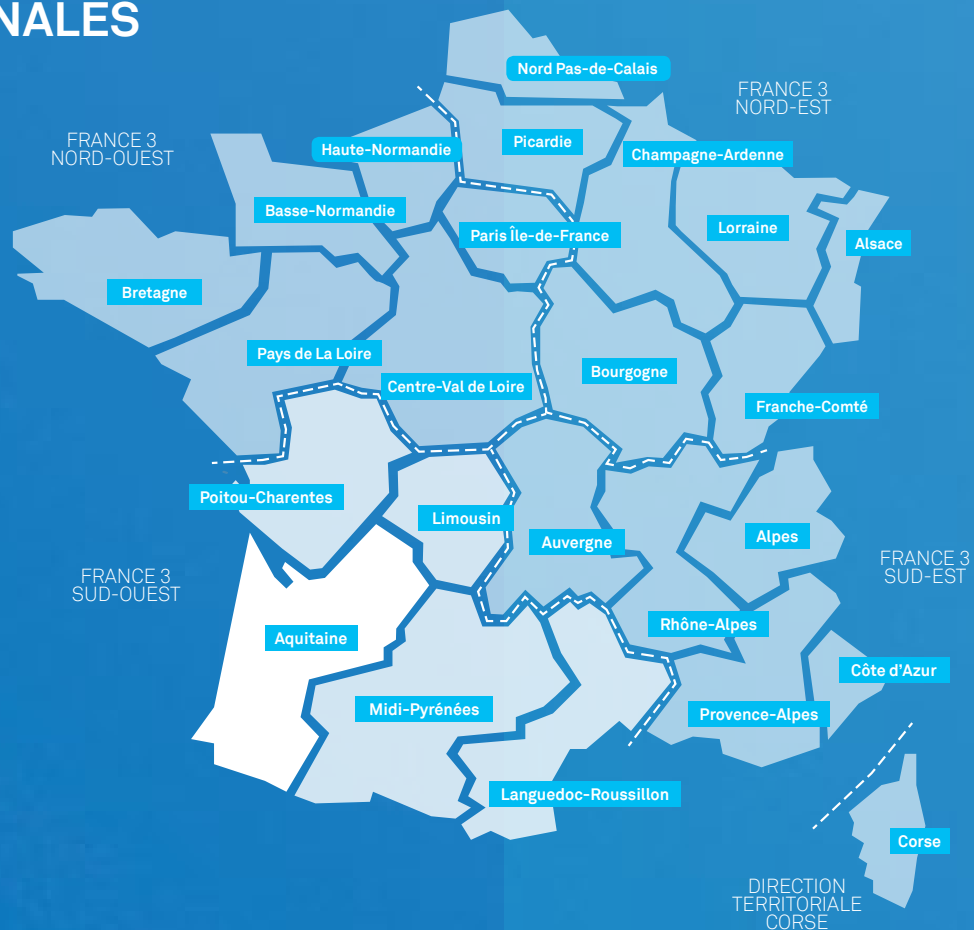 NALES
Nord Pas-de-Calais
FRANCE 3
NORD-EST
FRANCE 3
NORD-OUEST
Haute-Normandie
Picardie
Champagne-Ardenne
Basse-Normandie
Paris Île-de-France
Lorraine
Alsace
Bretagne
Pays de La Loire
Centre-Val de Loire
Bourgogne
Franche-Comté
Poitou-Charentes
Limousin
Auvergne
Alpes
FRANCE 3
SUD-OUEST
FRANCE 3
SUD-EST
Aquitaine
Rhône-Alpes
Côte d'Azur
Midi-Pyrénées
Provence-Alpes
Languedoc-Roussillon
Corse
DIRECTION
TERRITORIALE
CORSE